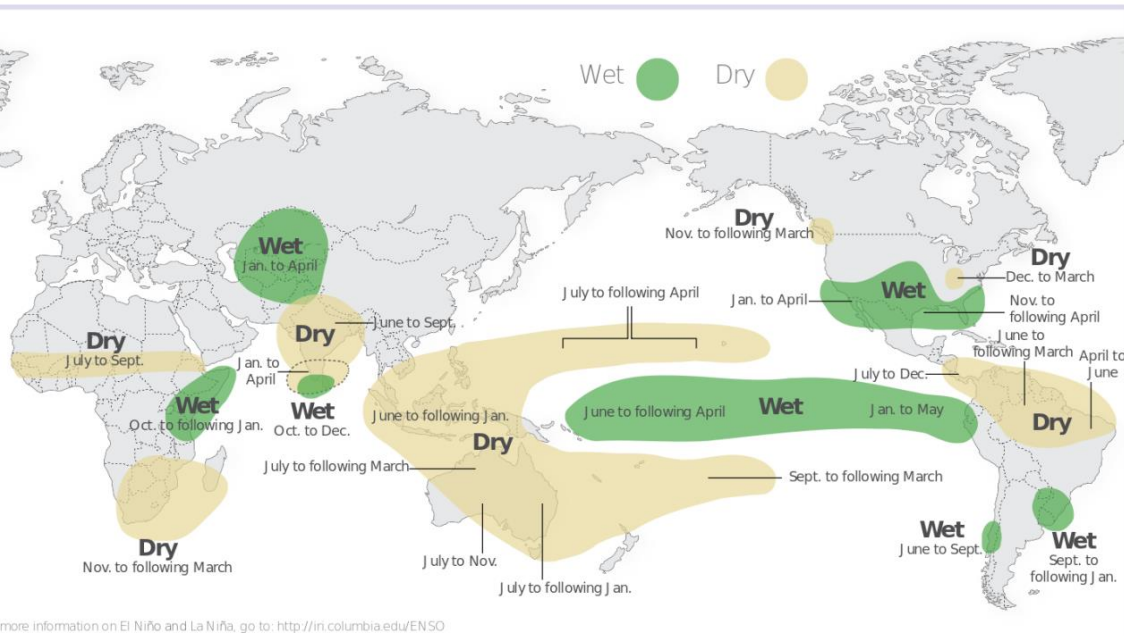 Wet
Dry
Wet
Jan. to April
Dry
July to Sept.
Wet
Oct. to following Jan.
Dry
Nov. to following March
Dry
June to Sept.
Jan. to
April
Wet
Oct. to Dec.
July to following April
June to following Jan.
Dry
July to following March
July to Nov.
July to following Jan.
Sept. to following March
June to following April
Wet
Jan. to May
Dry
Nov. to following March
Jan. to April
Wet
Dry
Dec. to March
Nov. to
following April
June to
following March
April to
June
July to Dec.
Dry
Wet
June to Sept.
Wet
Sept. to
following Jan.
more information on El Niño and La Niña, go to: http://iri.columbia.edu/ENSO